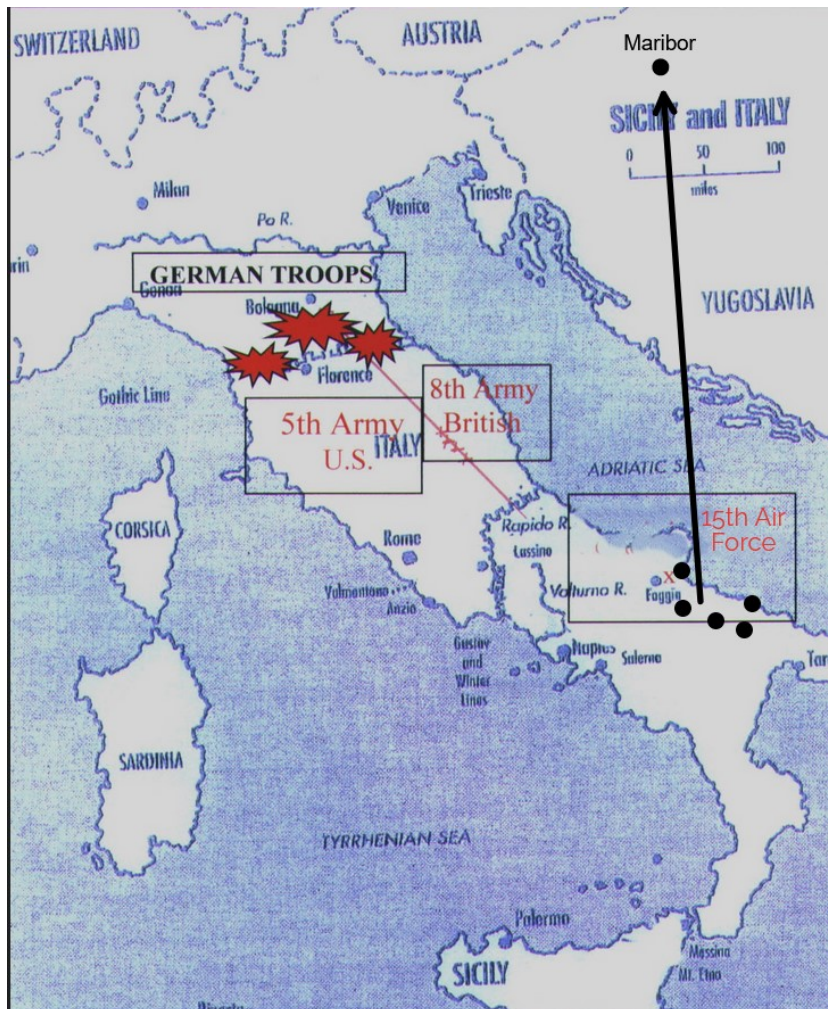 SWITZERLAND
AUSTRIA
Maribor
SICILY and ITALY
0 50 100
miles
Milan
Venice
Trieste
Po R.
GERMAN TROOPS
Genoa
Bologna
YUGOSLAVIA
Florence
Gothic Line
8th Army
British
5th Army
U.S.
ITALY
ADRIATIC SEA
15th Air
Force
CORSICA
Rapido R.
Cassino
Rome
x
Foggia
Volturno R.
Valmontone
Anzio
Naples
Salerno
Gustav
and
Winter
Lines
Tar
SARDINIA
TYRRHENIAN SEA
Palermo
Messina
Mt. Etna
SICILY